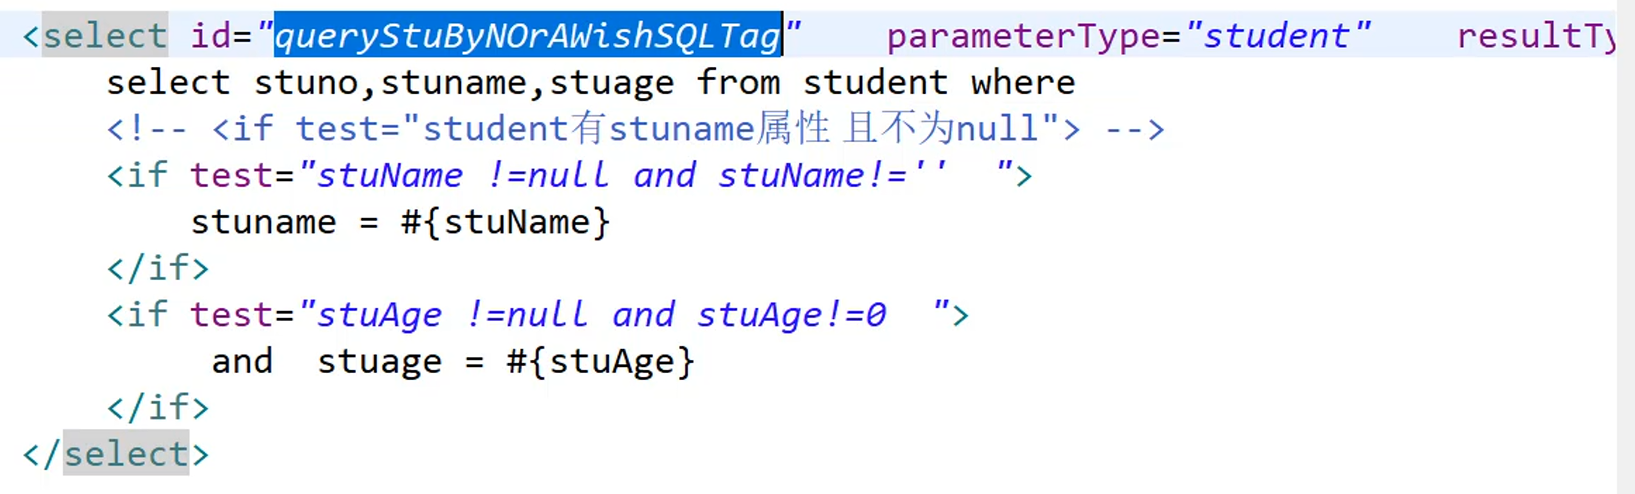 <select id="queryStuByNOrAWishSQLTag" parameterType="student" resultTy
select stuno,stuname,stuage from student where
<!-- <if test="student有stuname属性 且不为null"> -->
<if test="stuName !=null and stuName!='' ">
stuname = #{stuName}
</if>
<if test="stuAge !=null and stuAge!=0 ">
and stuage = #{stuAge}
</if>
</select>